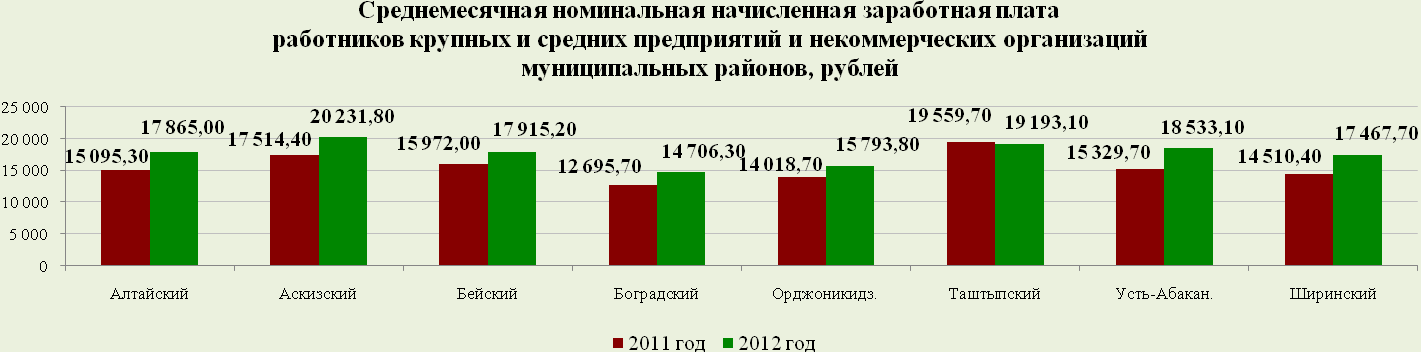 Среднемесячная номинальная начисленная заработная плата
работников крупных и средних предприятий и некоммерческих организаций
муниципальных районов, рублей
25 000
20 000
15 000
10 000
5 000
0
15 095,30
17 865,00
17 514,40
20 231,80
15 972,00
17 915,20
12 695,70
14 706,30
14 018,70
15 793,80
19 559,70
19 193,10
15 329,70
18 533,10
14 510,40
17 467,70
Алтайский
Аскизский
Бейский
Боградский
Орджоникидз.
Таштыпский
Усть-Абакан.
Ширинский
2011 год
2012 год